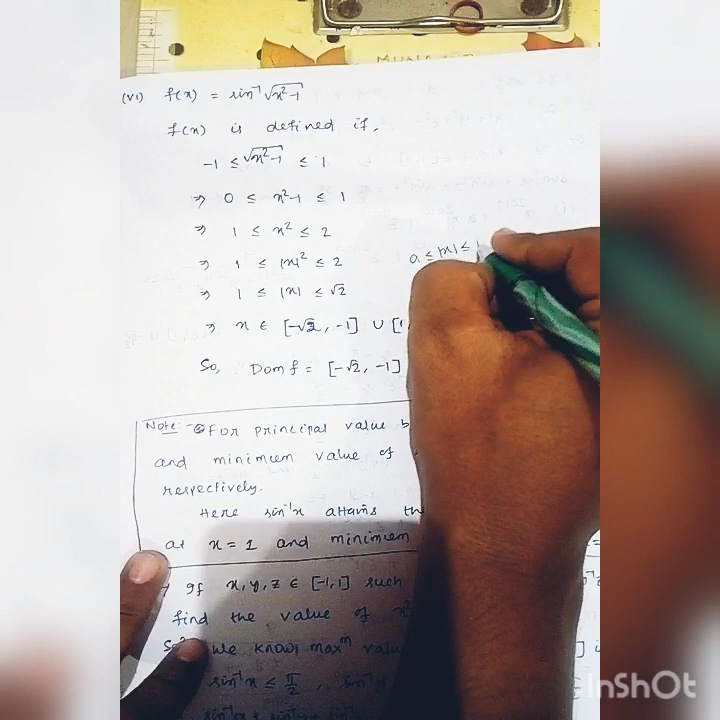 (VI) f(x) = sin⁻¹ √x²-1
f(x) is defined if,
-1 ≤ √x²-1 ≤ 1
⇒ 0 ≤ x²-1 ≤ 1
⇒ 1 ≤ x² ≤ 2
⇒ 1 ≤ |x|² ≤ 2
a ≤ |x| ≤
⇒ 1 ≤ |x| ≤ √2
⇒ x ∈ [-√2, -1] ∪ [1,
So, Dom f = [-√2, -1]
Note :- For principal value
and minimum value of
respectively.
Here sin⁻¹x attains
at x = 1 and minimum
If x, y, z ∈ [-1,1] such
find the value of
We know maxᵐ
sin⁻¹x ≤ π/2 ,
InShOt